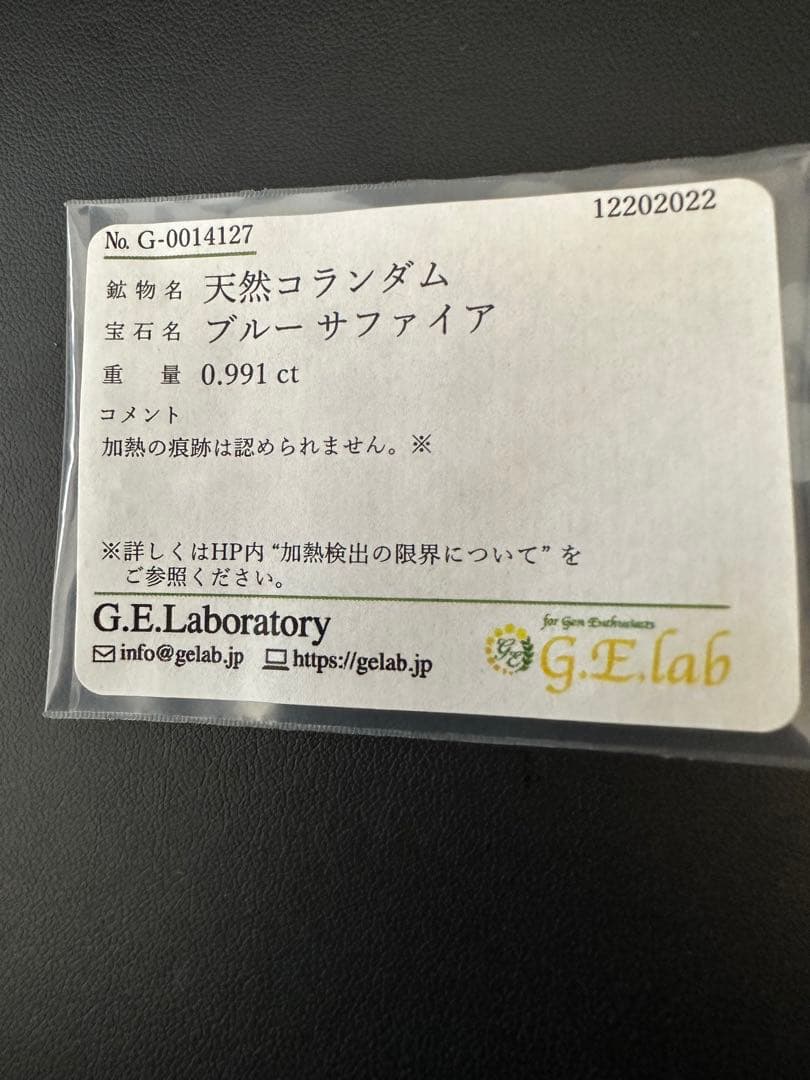 No. G-0014127
12202022
鉱物名 天然コランダム
宝石名 ブルー サファイア
重 量 0.991 ct
コメント
加熱の痕跡は認められません。※
※詳しくはHP内 “加熱検出の限界について” を
ご参照ください。
G.E.Laboratory
info@gelab.jp https://gelab.jp
for Gem Enthusiasts
GE G.E.lab